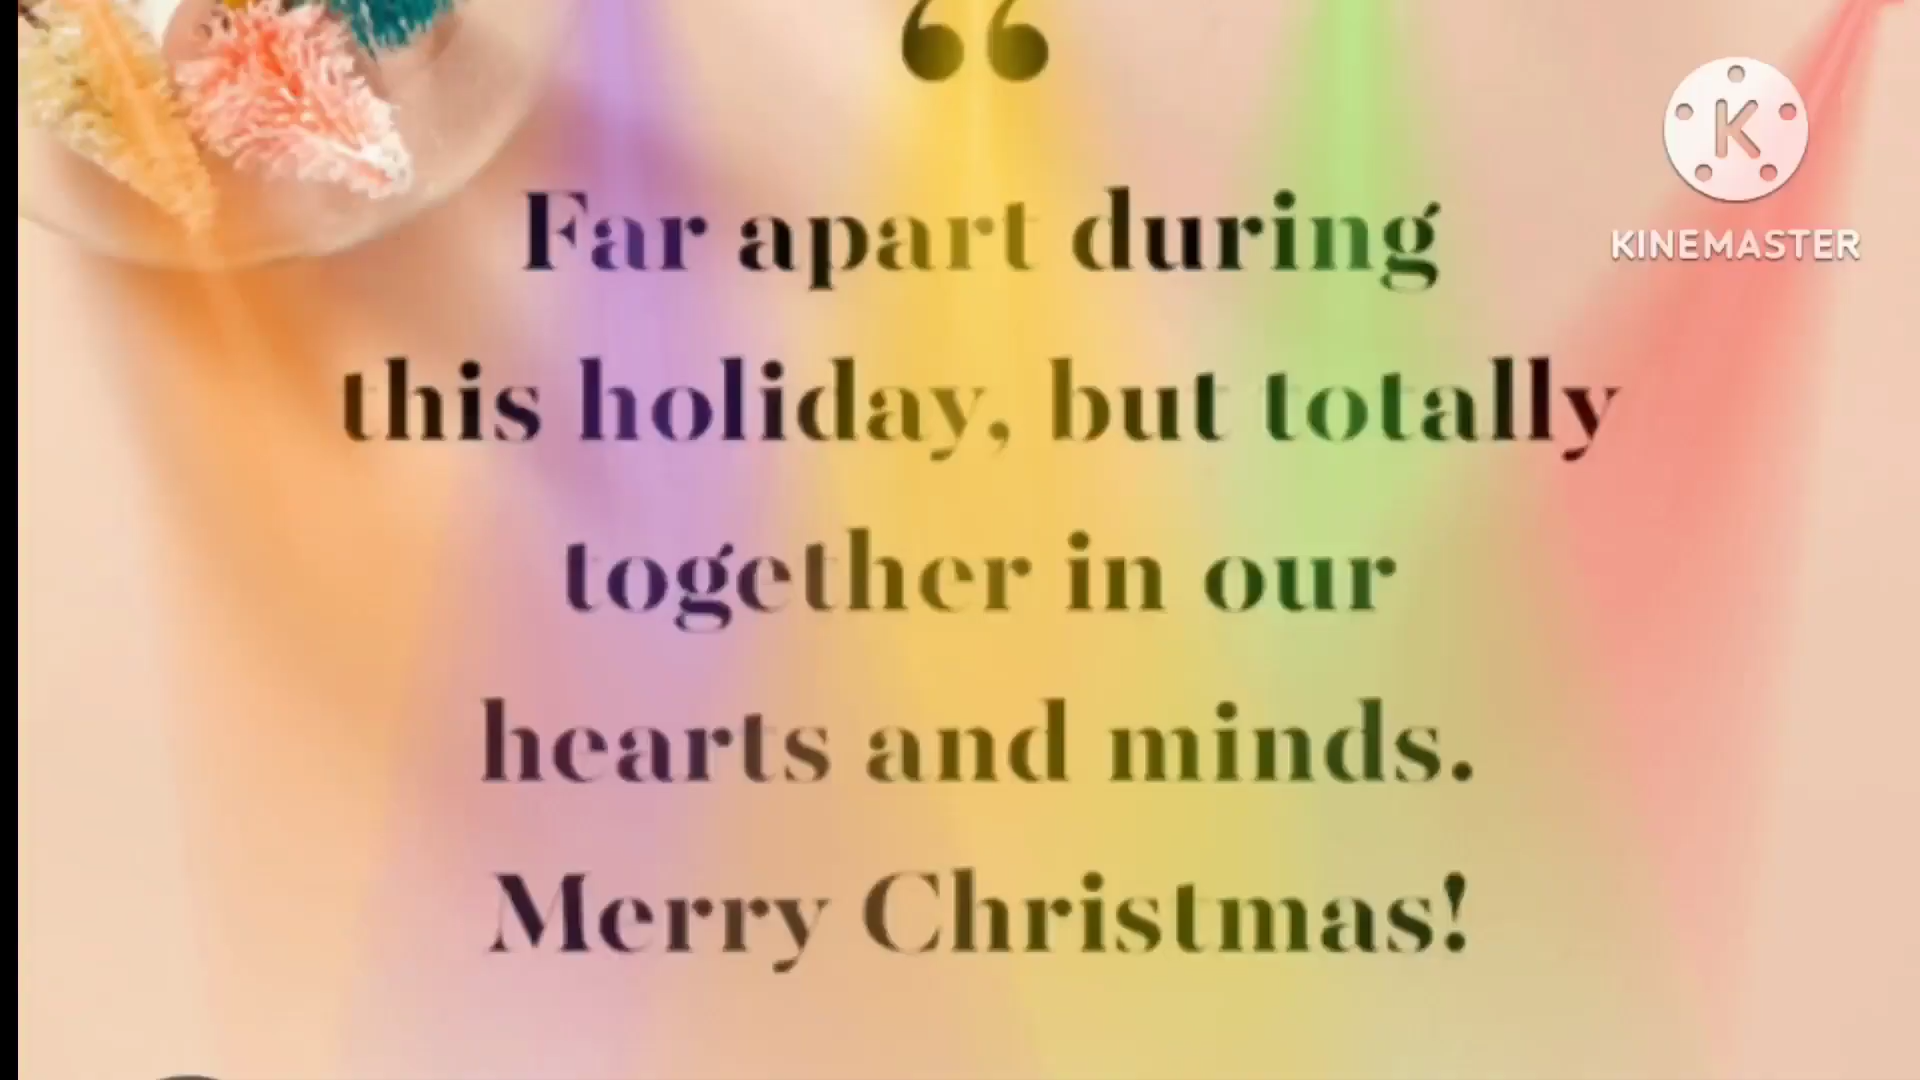 “
Far apart during
this holiday, but totally
together in our
hearts and minds.
Merry Christmas!
K
KINEMASTER